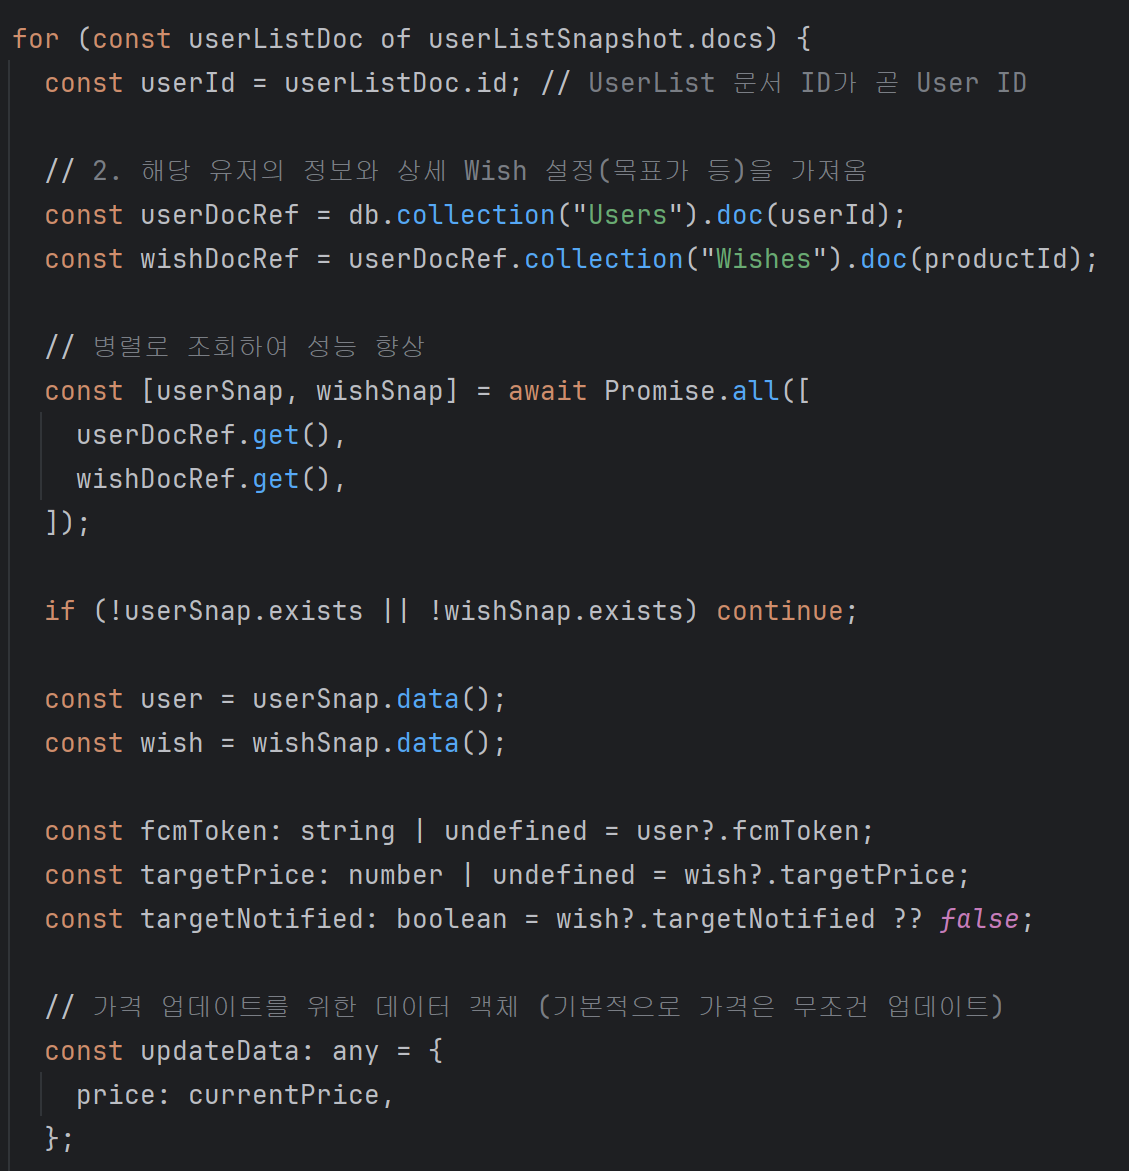 for (const userListDoc of userListSnapshot.docs) {
const userId = userListDoc.id; // UserList 문서 ID가 곧 User ID
// 2. 해당 유저의 정보와 상세 Wish 설정(목표가 등)을 가져옴
const userDocRef = db.collection("Users").doc(userId);
const wishDocRef = userDocRef.collection("Wishes").doc(productId);
// 병렬로 조회하여 성능 향상
const [userSnap, wishSnap] = await Promise.all([
userDocRef.get(),
wishDocRef.get(),
]);
if (!userSnap.exists || !wishSnap.exists) continue;
const user = userSnap.data();
const wish = wishSnap.data();
const fcmToken: string | undefined = user?.fcmToken;
const targetPrice: number | undefined = wish?.targetPrice;
const targetNotified: boolean = wish?.targetNotified ?? false;
// 가격 업데이트를 위한 데이터 객체 (기본적으로 가격은 무조건 업데이트)
const updateData: any = {
price: currentPrice,
};